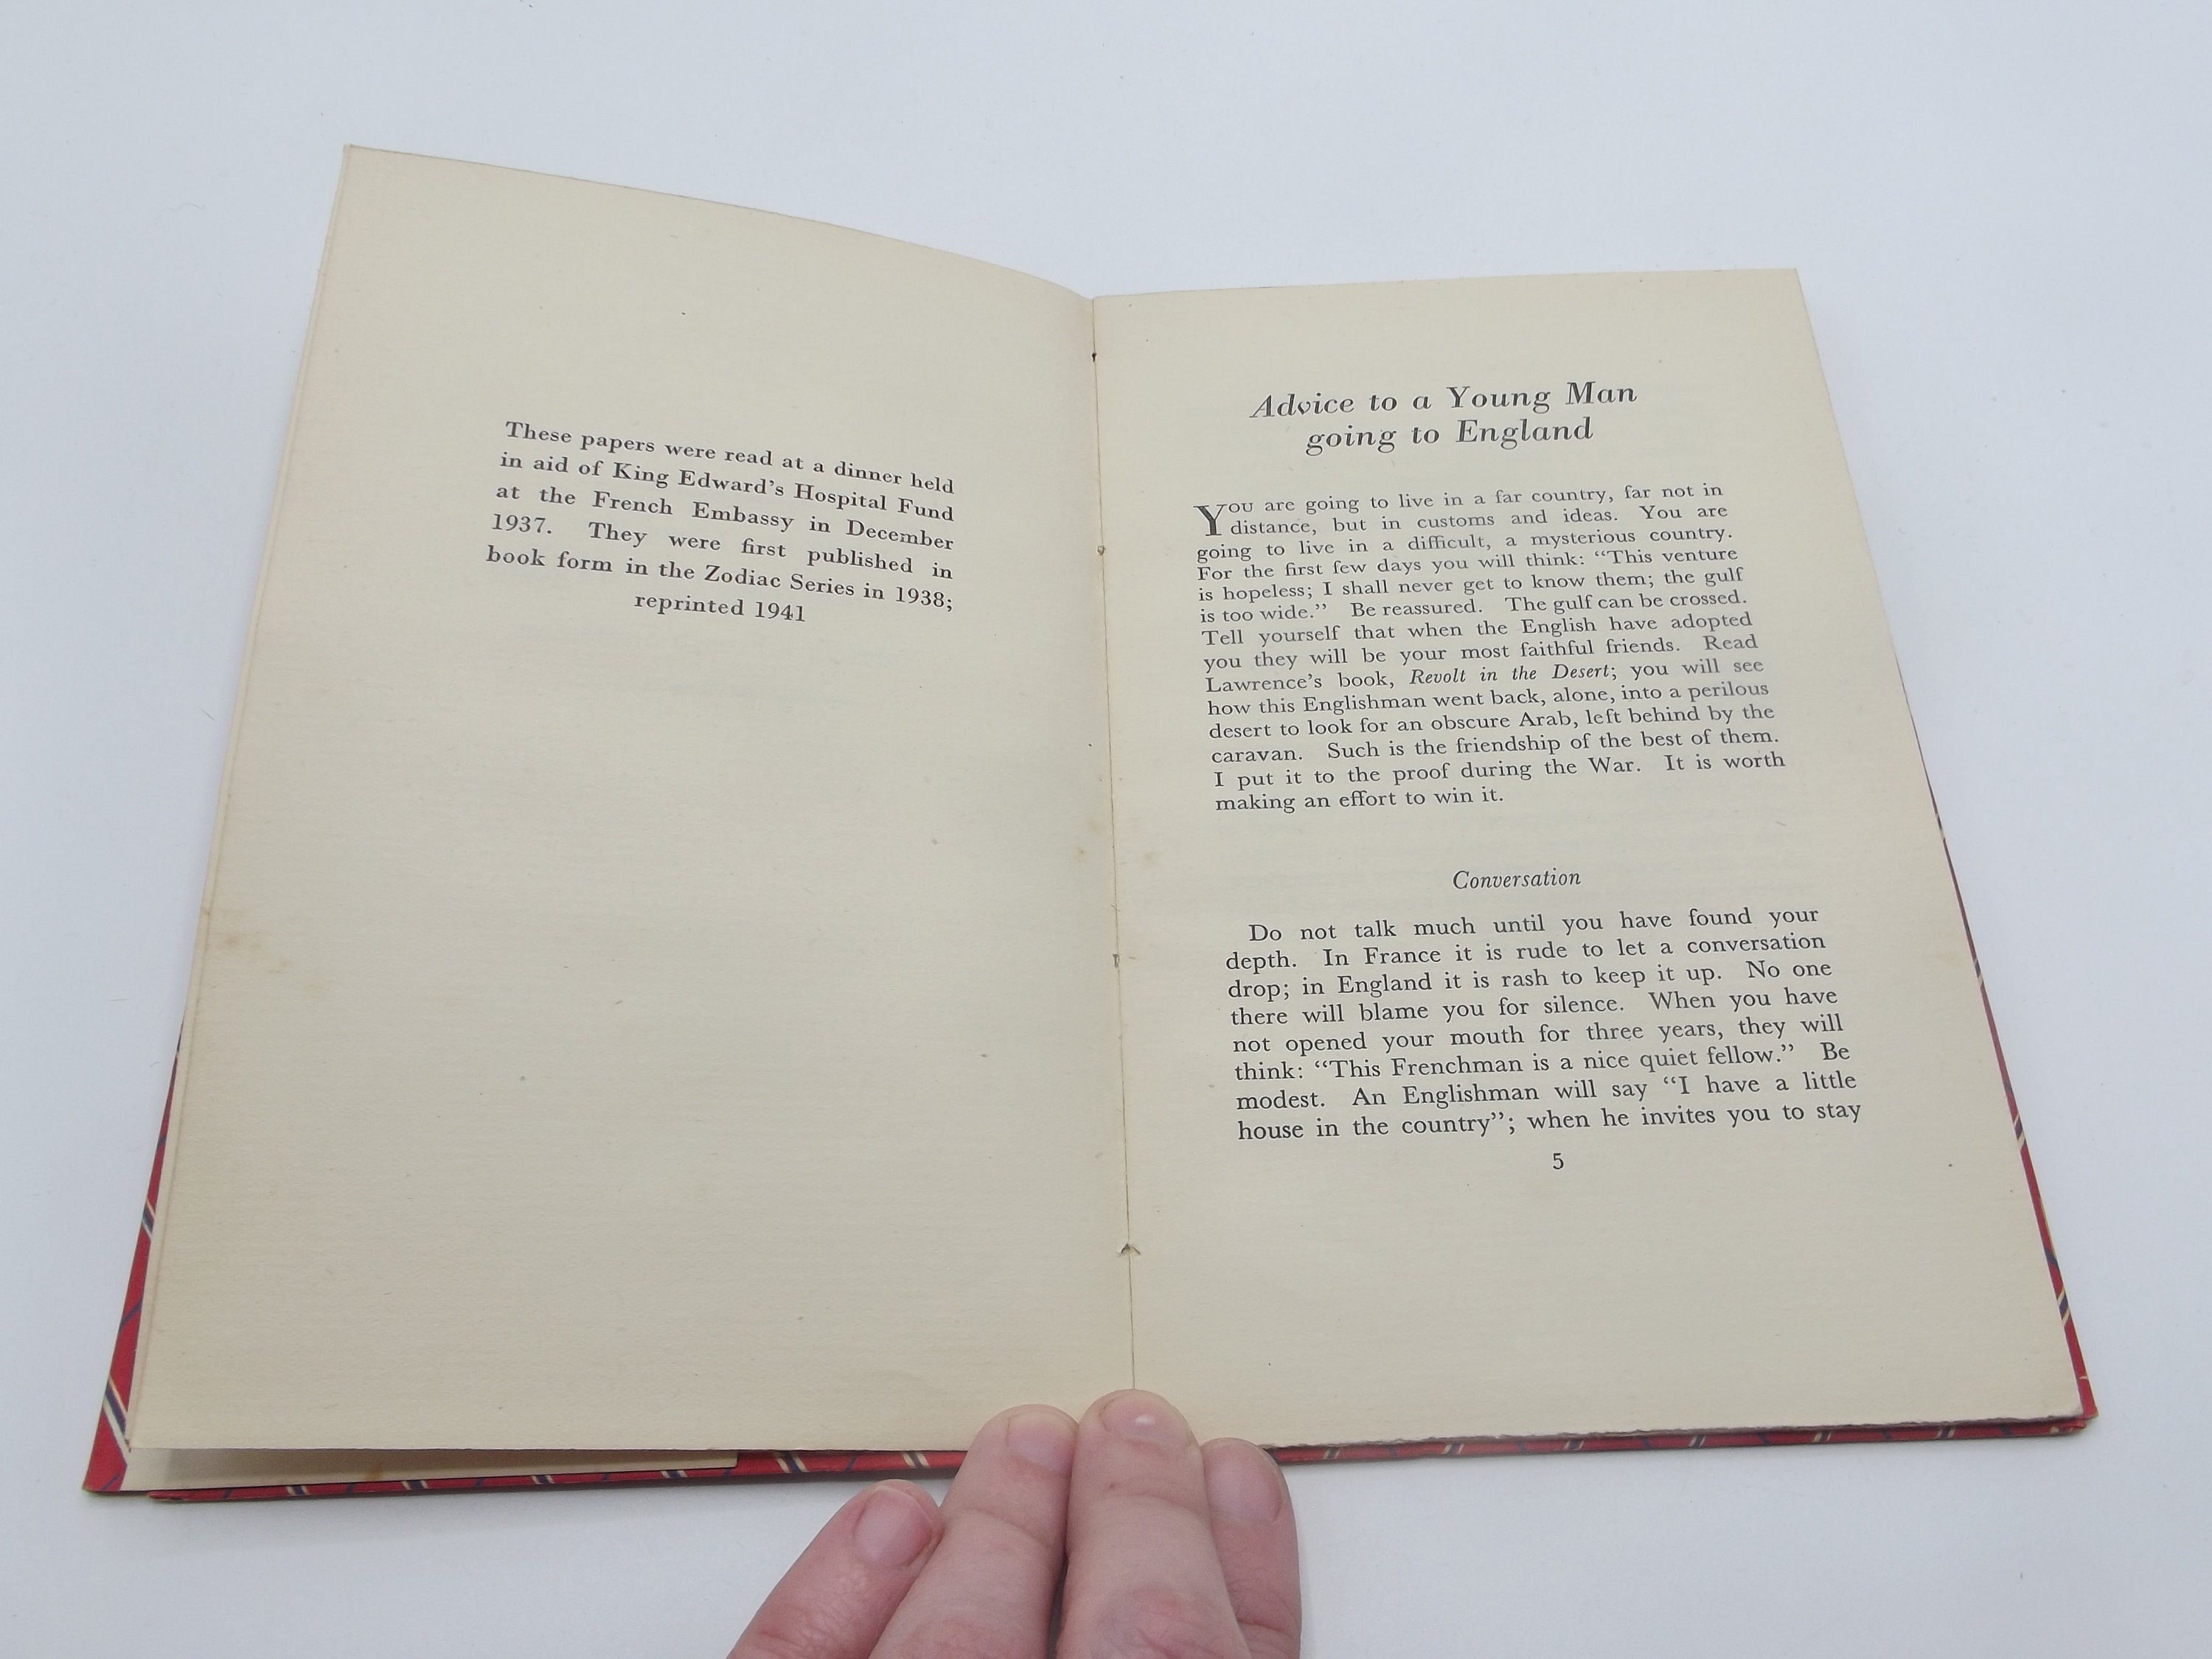 These papers were read at a dinner held
in aid of King Edward's Hospital Fund
at the French Embassy in December
1937. They were first published in
book form in the Zodiac Series in 1938;
reprinted 1941
Advice to a Young Man
going to England
You are going to live in a far country, far not in
distance, but in customs and ideas. You are
going to live in a difficult, a mysterious country.
For the first few days you will think: “This venture
is hopeless; I shall never get to know them; the gulf
is too wide.” Be reassured. The gulf can be crossed.
Tell yourself that when the English have adopted
you they will be your most faithful friends. Read
Lawrence's book, Revolt in the Desert; you will see
how this Englishman went back, alone, into a perilous
desert to look for an obscure Arab, left behind by the
caravan. Such is the friendship of the best of them.
I put it to the proof during the War. It is worth
making an effort to win it.
Conversation
Do not talk much until you have found your
depth. In France it is rude to let a conversation
drop; in England it is rash to keep it up. No one
there will blame you for silence. When you have
not opened your mouth for three years, they will
think: “This Frenchman is a nice quiet fellow.” Be
modest. An Englishman will say “I have a little
house in the country”; when he invites you to stay
5